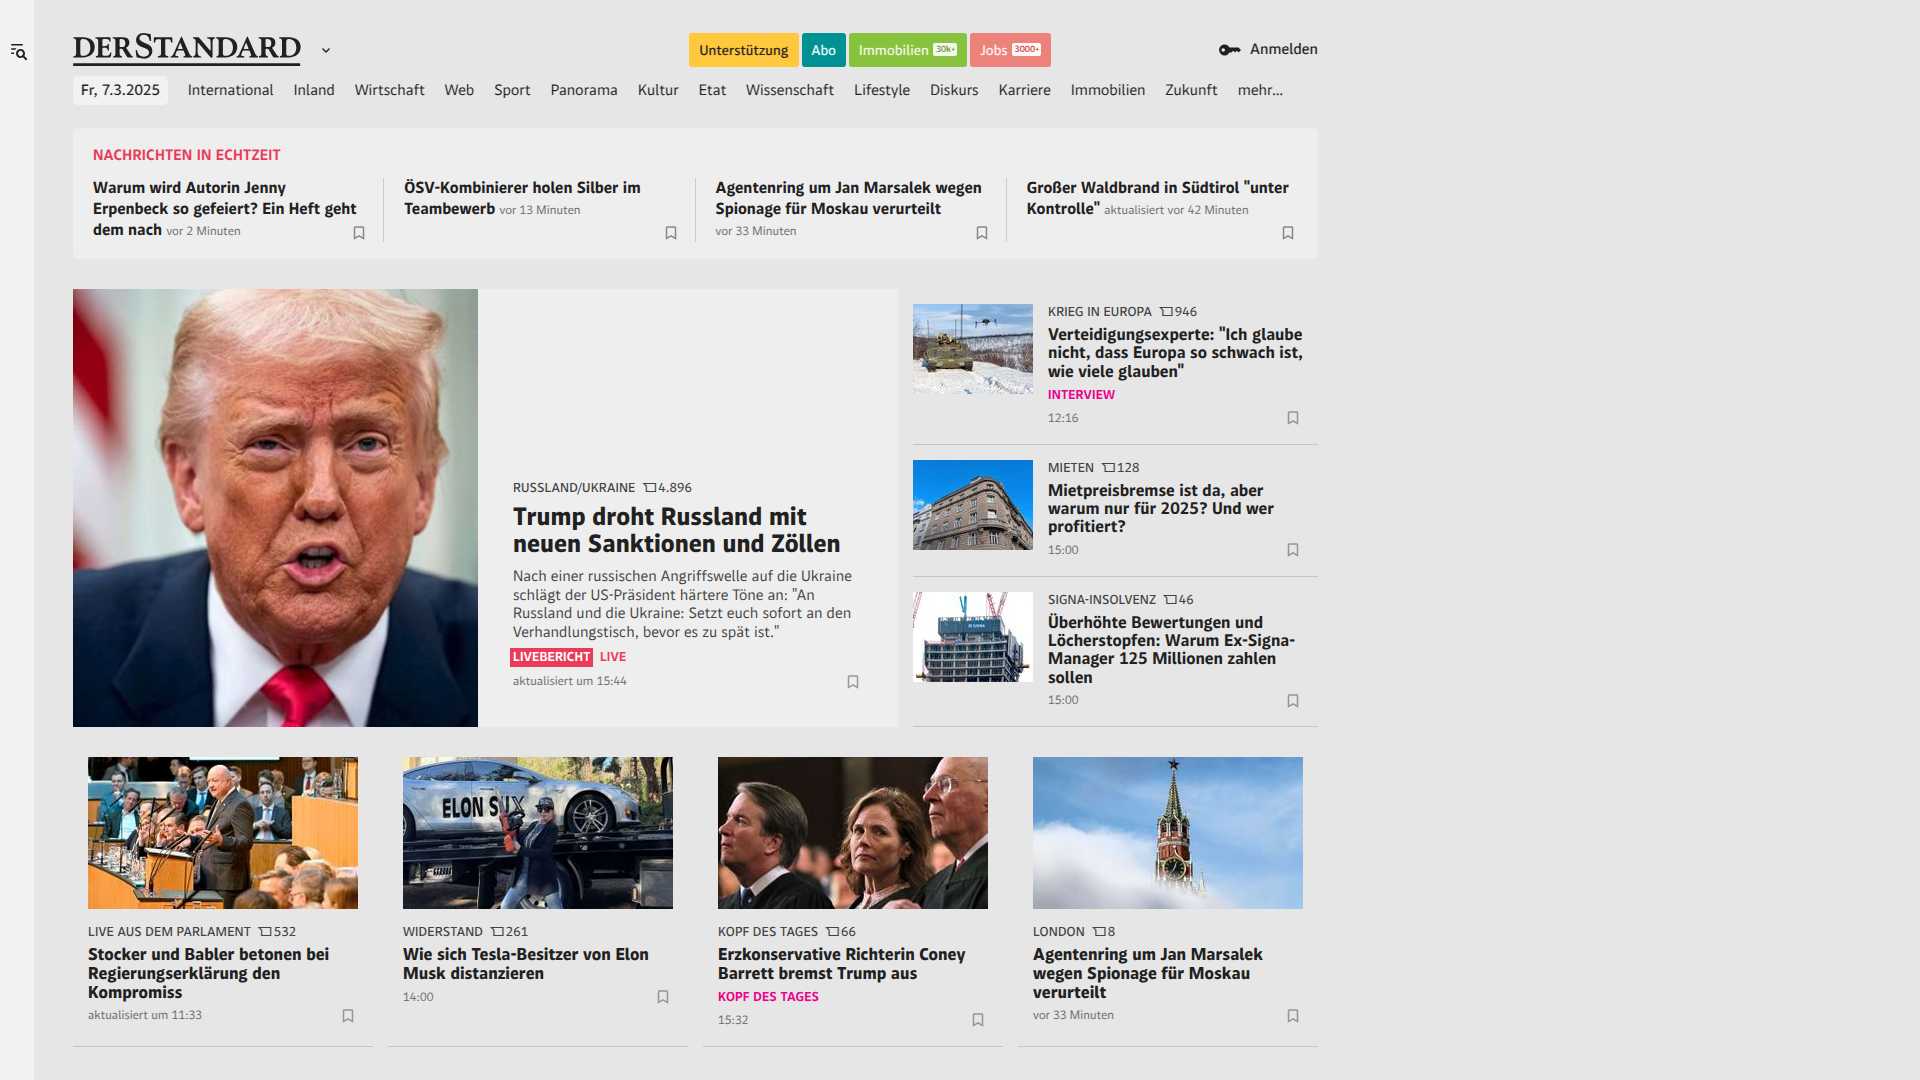 DERSTANDARD
Unterstützung
Abo
Immobilien 30k+
Jobs 3000+
Anmelden
Fr, 7.3.2025
International
Inland
Wirtschaft
Web
Sport
Panorama
Kultur
Etat
Wissenschaft
Lifestyle
Diskurs
Karriere
Immobilien
Zukunft
mehr...
NACHRICHTEN IN ECHTZEIT
Warum wird Autorin Jenny
Erpenbeck so gefeiert? Ein Heft geht
dem nach vor 2 Minuten
ÖSV-Kombinierer holen Silber im
Teambewerb vor 13 Minuten
Agentenring um Jan Marsalek wegen
Spionage für Moskau verurteilt
vor 33 Minuten
Großer Waldbrand in Südtirol "unter
Kontrolle" aktualisiert vor 42 Minuten
RUSSLAND/UKRAINE 4.896
Trump droht Russland mit
neuen Sanktionen und Zöllen
Nach einer russischen Angriffswelle auf die Ukraine
schlägt der US-Präsident härtere Töne an: "An
Russland und die Ukraine: Setzt euch sofort an den
Verhandlungstisch, bevor es zu spät ist."
LIVEBERICHT LIVE
aktualisiert um 15:44
KRIEG IN EUROPA 946
Verteidigungsexperte: "Ich glaube
nicht, dass Europa so schwach ist,
wie viele glauben"
INTERVIEW
12:16
MIETEN 128
Mietpreisbremse ist da, aber
warum nur für 2025? Und wer
profitiert?
15:00
SIGNA-INSOLVENZ 46
Überhöhte Bewertungen und
Löcherstopfen: Warum Ex-Signa-
Manager 125 Millionen zahlen
sollen
15:00
LIVE AUS DEM PARLAMENT 532
Stocker und Babler betonen bei
Regierungserklärung den
Kompromiss
aktualisiert um 11:33
ELON SUX
WIDERSTAND 261
Wie sich Tesla-Besitzer von Elon
Musk distanzieren
14:00
KOPF DES TAGES 66
Erzkonservative Richterin Coney
Barrett bremst Trump aus
KOPF DES TAGES
15:32
LONDON 8
Agentenring um Jan Marsalek
wegen Spionage für Moskau
verurteilt
vor 33 Minuten